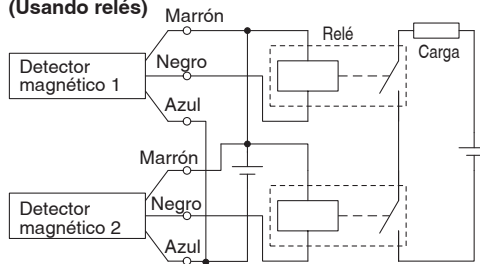 (Usando relés)
Marrón
Relé
Carga
Negro
Detector
magnético 1
Azul
Marrón
Negro
Detector
magnético 2
Azul